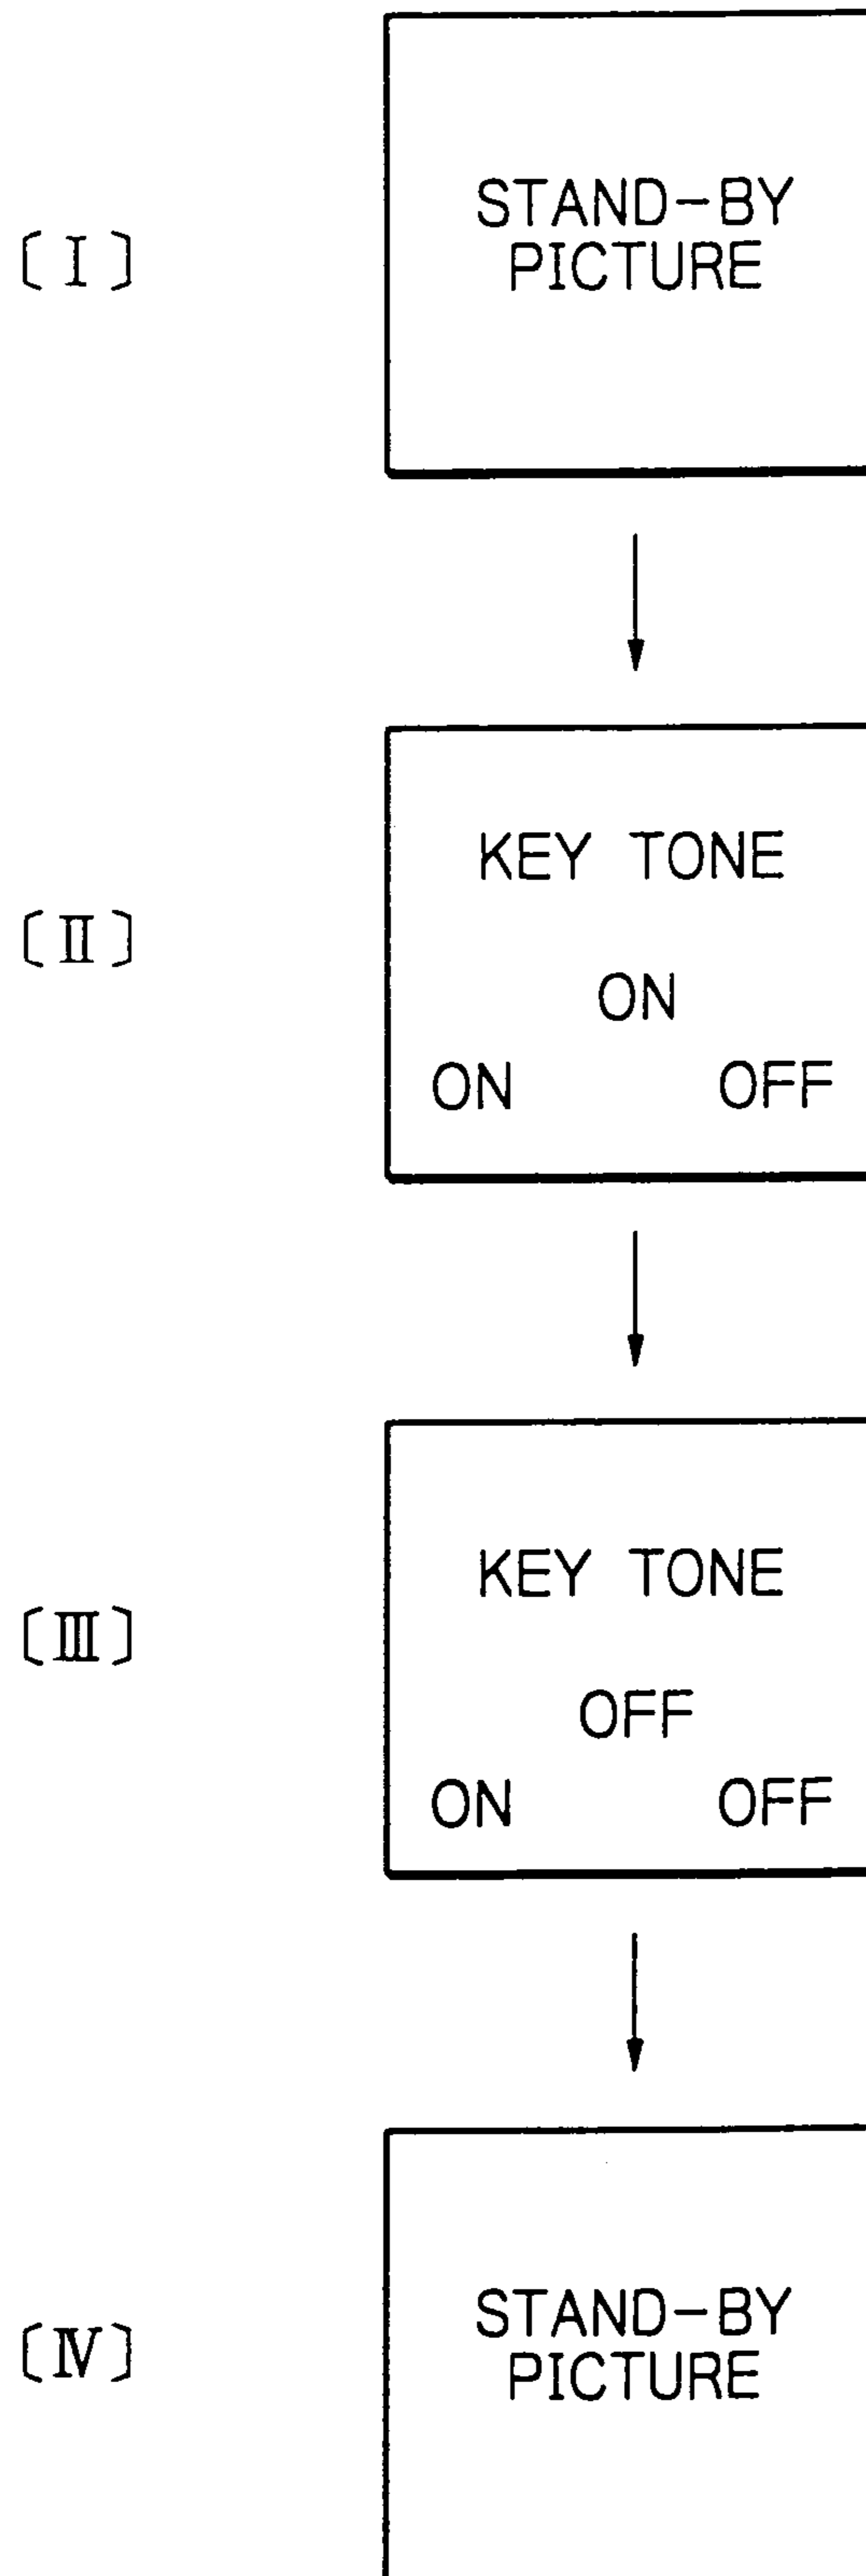 〔Ⅰ〕
STAND-BY
PICTURE
〔Ⅱ〕
KEY TONE
ON
ON OFF
〔Ⅲ〕
KEY TONE
OFF
ON OFF
〔Ⅳ〕
STAND-BY
PICTURE